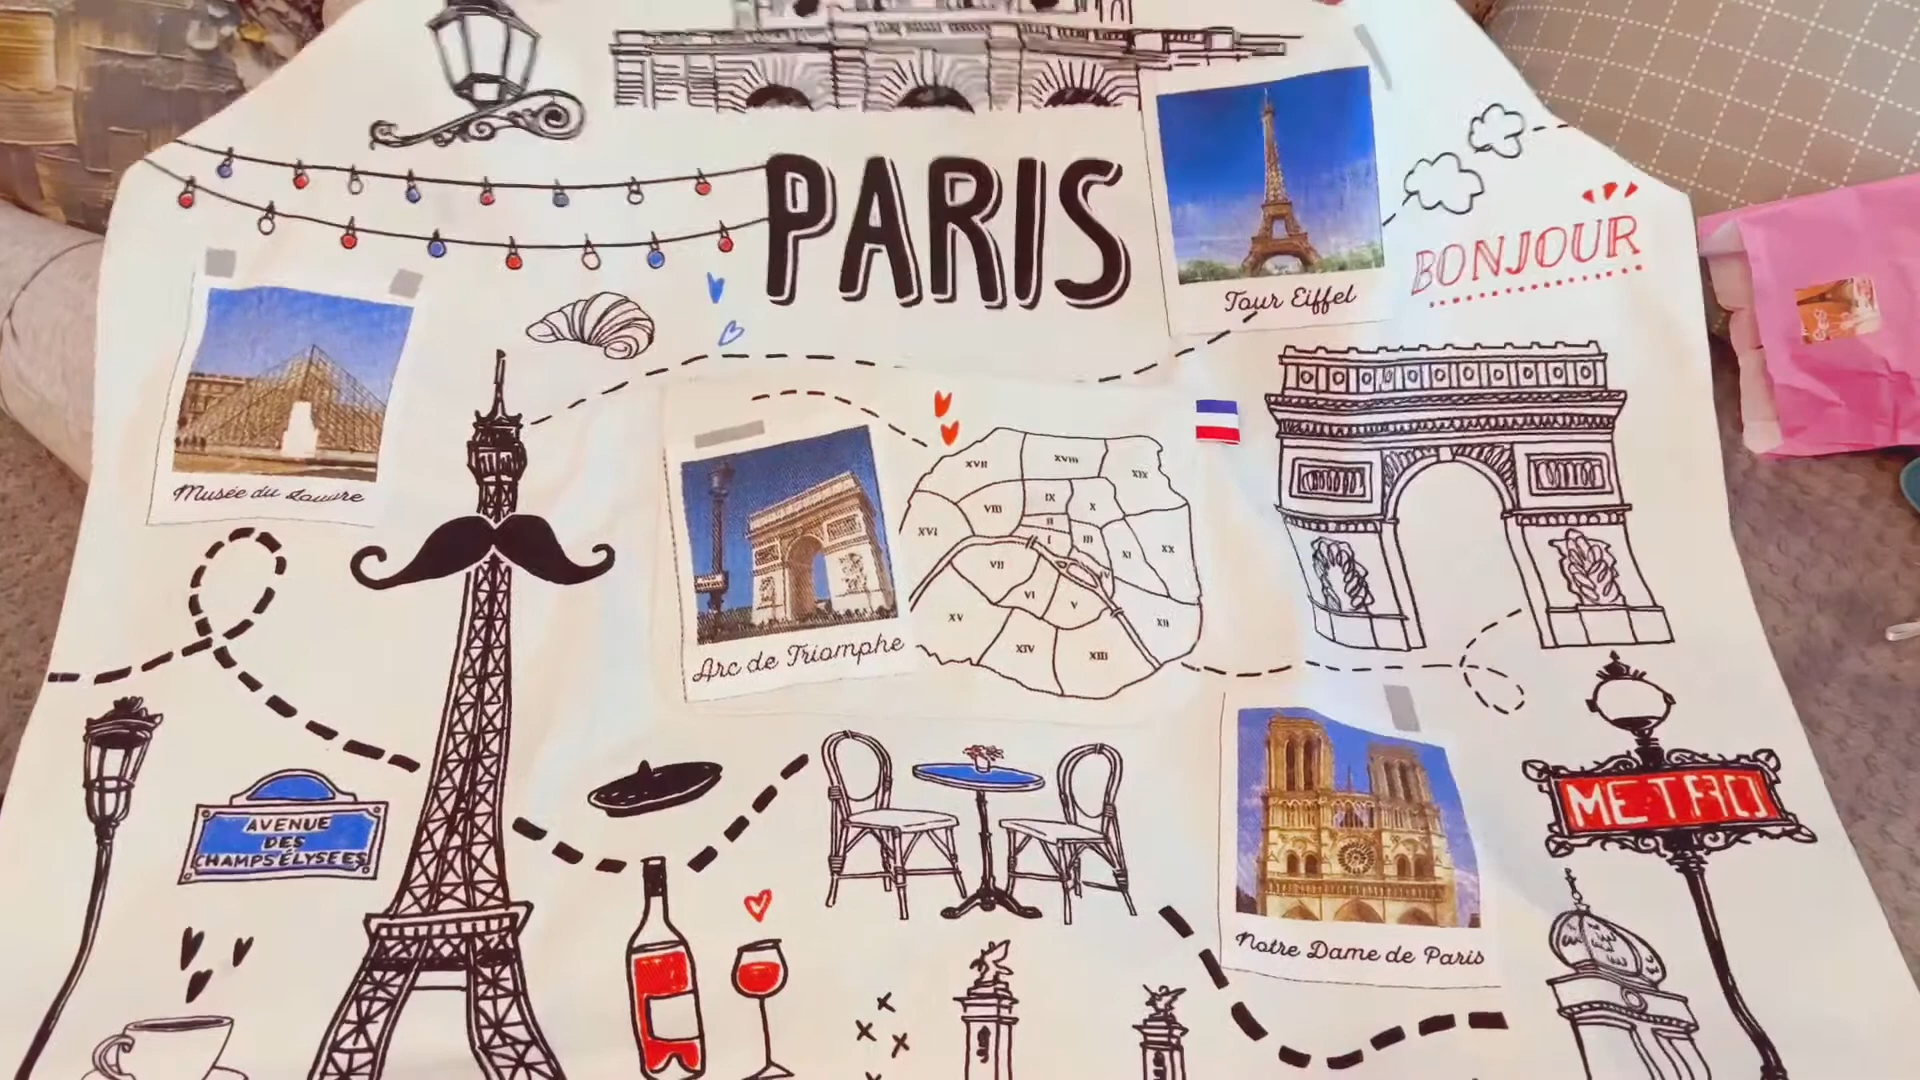 PARIS
Tour Eiffel
BONJOUR
Musée du Louvre
XVII
XVIII
XIX
IX
X
VIII
II
XVI
I
III
XI
XX
VII
IV
VI
V
XV
XII
XIV
XIII
Arc de Triomphe
AVENUE
DES
CHAMPS ÉLYSEES
METRO
Notre Dame de Paris